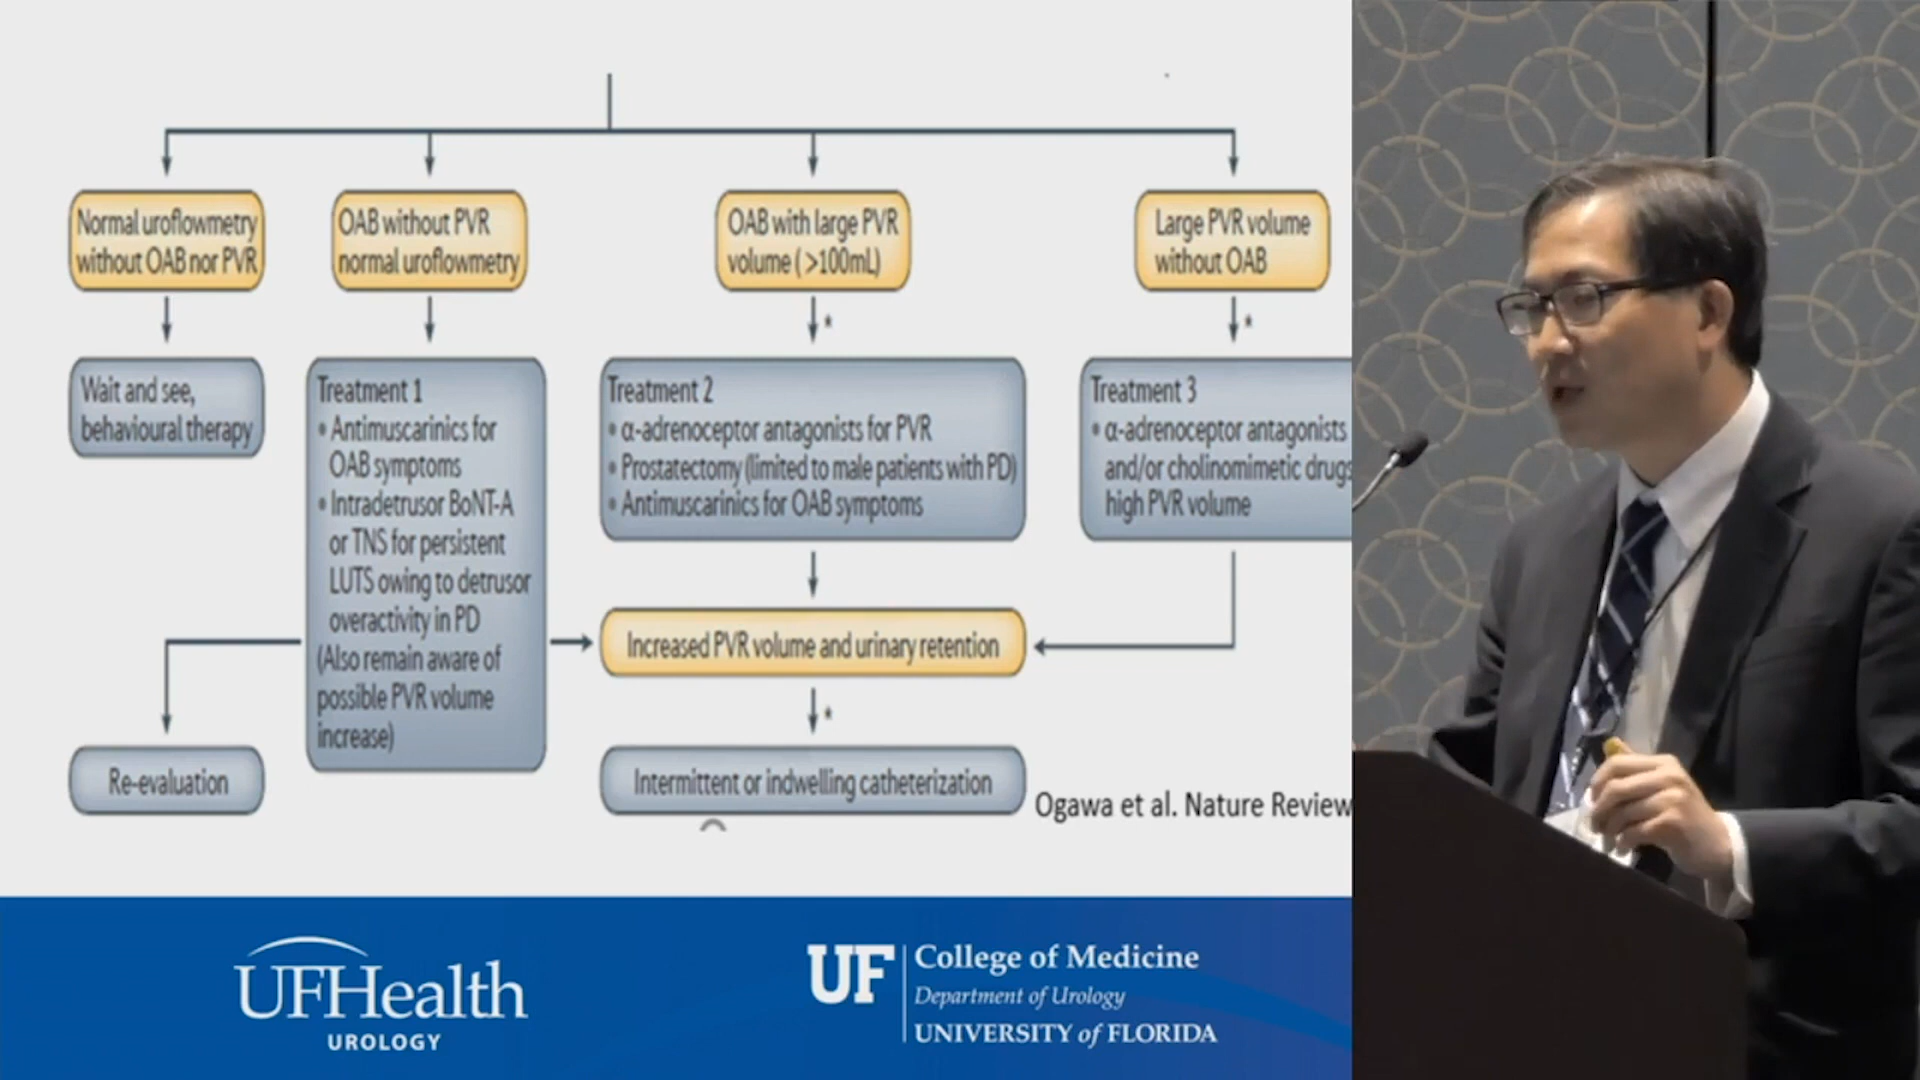 Normal uroflowmetry
without OAB nor PVR
OAB without PVR
normal uroflowmetry
OAB with large PVR
volume ( >100mL)
Large PVR volume
without OAB
*
*
Wait and see,
behavioural therapy
Treatment 1
• Antimuscarinics for
OAB symptoms
• Intradetrusor BoNT-A
or TNS for persistent
LUTS owing to detrusor
overactivity in PD
(Also remain aware of
possible PVR volume
increase)
Treatment 2
• α-adrenoceptor antagonists for PVR
• Prostatectomy (limited to male patients with PD)
• Antimuscarinics for OAB symptoms
Treatment 3
• α-adrenoceptor antagonists
and/or cholinomimetic drugs
high PVR volume
Increased PVR volume and urinary retention
*
Re-evaluation
Intermittent or indwelling catheterization
Ogawa et al. Nature Review
UFHealth
UROLOGY
UF
College of Medicine
Department of Urology
UNIVERSITY of FLORIDA